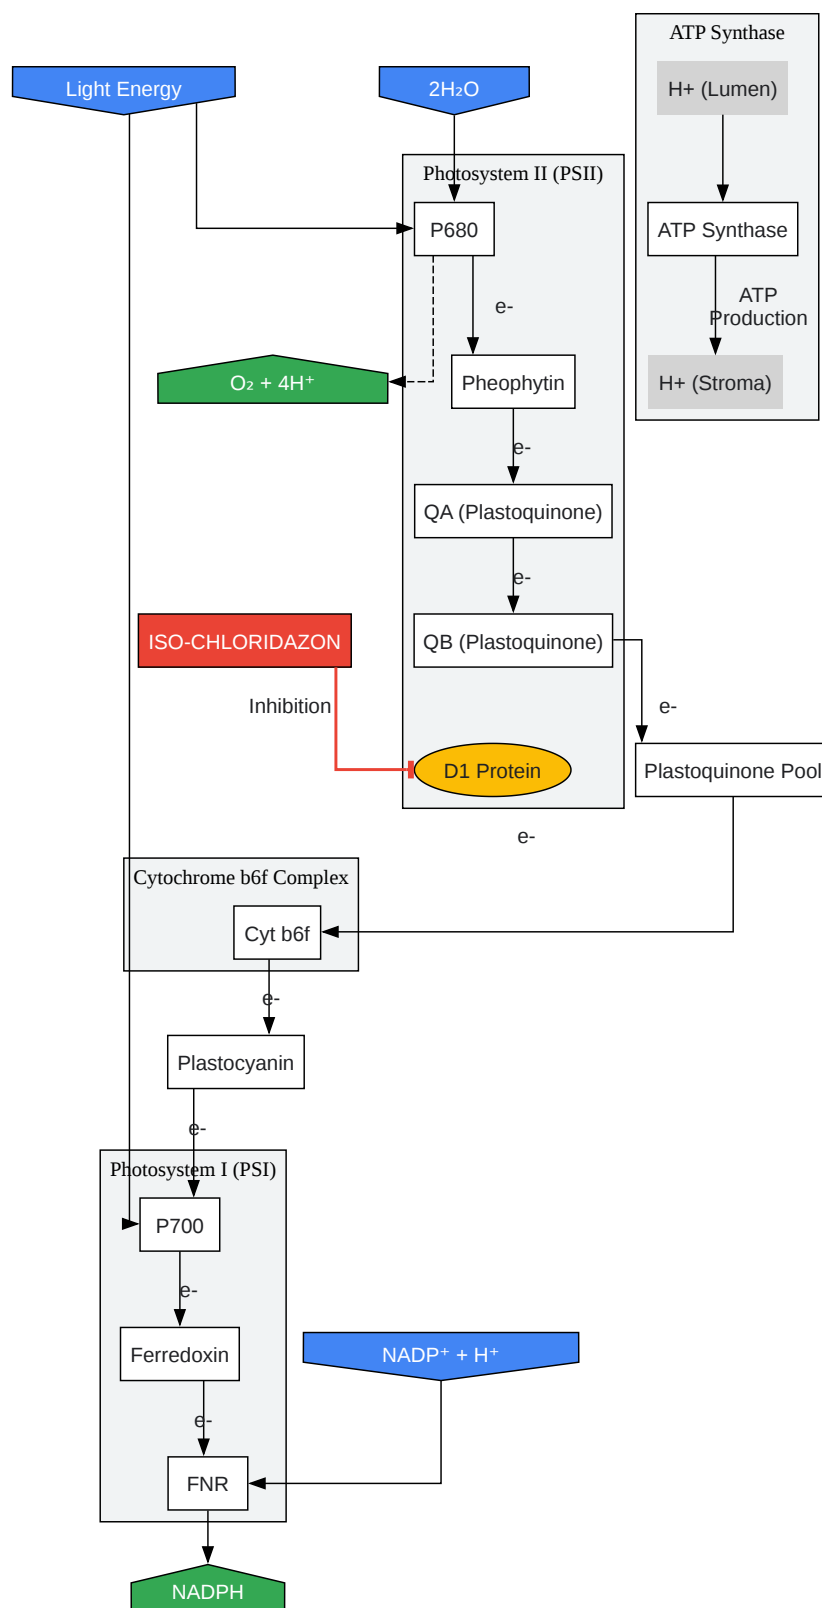 ATP Synthase
Light Energy
2H₂O
H+ (Lumen)
Photosystem II (PSII)
P680
ATP Synthase
e-
ATP
Production
O₂ + 4H⁺
Pheophytin
H+ (Stroma)
e-
QA (Plastoquinone)
e-
ISO-CHLORIDAZON
QB (Plastoquinone)
Inhibition
e-
D1 Protein
Plastoquinone Pool
e-
Cytochrome b6f Complex
Cyt b6f
e-
Plastocyanin
e-
Photosystem I (PSI)
P700
e-
Ferredoxin
NADP⁺ + H⁺
e-
FNR
NADPH